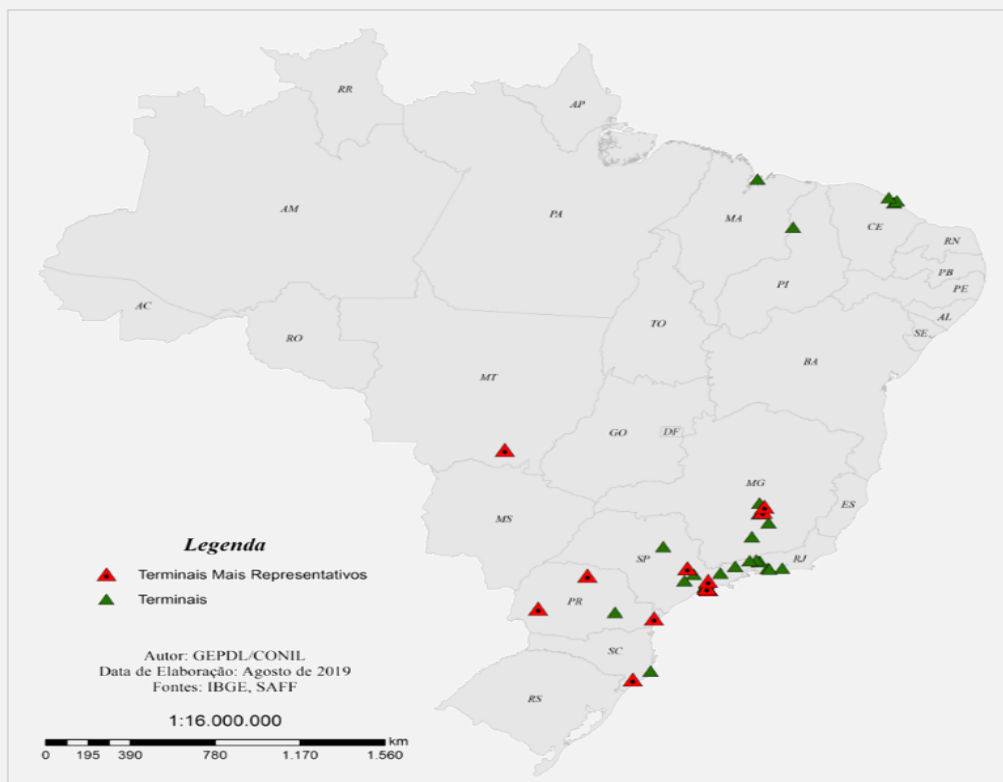 RR
AP
AM
PA
MA
CE
RN
PB
PE
PI
AL
SE
AC
RO
TO
BA
MT
GO
DF
MG
ES
MS
SP
RJ
PR
SC
RS
Legenda
Terminais Mais Representativos
Terminais
Autor: GEPDL/CONIL
Data de Elaboração: Agosto de 2019
Fontes: IBGE, SAFF
1:16.000.000
km
0 195 390 780 1.170 1.560